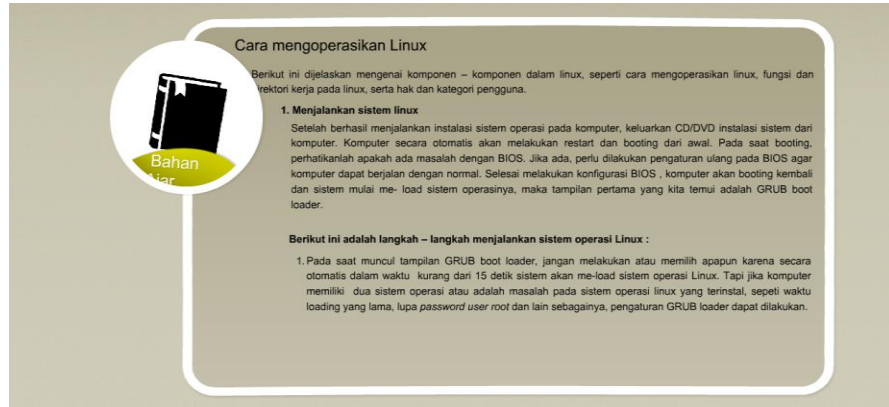 Cara mengoperasikan Linux
Berikut ini dijelaskan mengenai komponen – komponen dalam linux, seperti cara mengoperasikan linux, fungsi dan
direktori kerja pada linux, serta hak dan kategori pengguna.
1. Menjalankan sistem linux
Setelah berhasil menjalankan instalasi sistem operasi pada komputer, keluarkan CD/DVD instalasi sistem dari
komputer. Komputer secara otomatis akan melakukan restart dan booting dari awal. Pada saat booting,
perhatikanlah apakah ada masalah dengan BIOS. Jika ada, perlu dilakukan pengaturan ulang pada BIOS agar
komputer dapat berjalan dengan normal. Selesai melakukan konfigurasi BIOS , komputer akan booting kembali
dan sistem mulai me- load sistem operasinya, maka tampilan pertama yang kita temui adalah GRUB boot
loader.
Bahan
Ajar
Berikut ini adalah langkah – langkah menjalankan sistem operasi Linux :
1. Pada saat muncul tampilan GRUB boot loader, jangan melakukan atau memilih apapun karena secara
otomatis dalam waktu kurang dari 15 detik sistem akan me-load sistem operasi Linux. Tapi jika komputer
memiliki dua sistem operasi atau adalah masalah pada sistem operasi linux yang terinstal, sepeti waktu
loading yang lama, lupa password user root dan lain sebagainya, pengaturan GRUB loader dapat dilakukan.